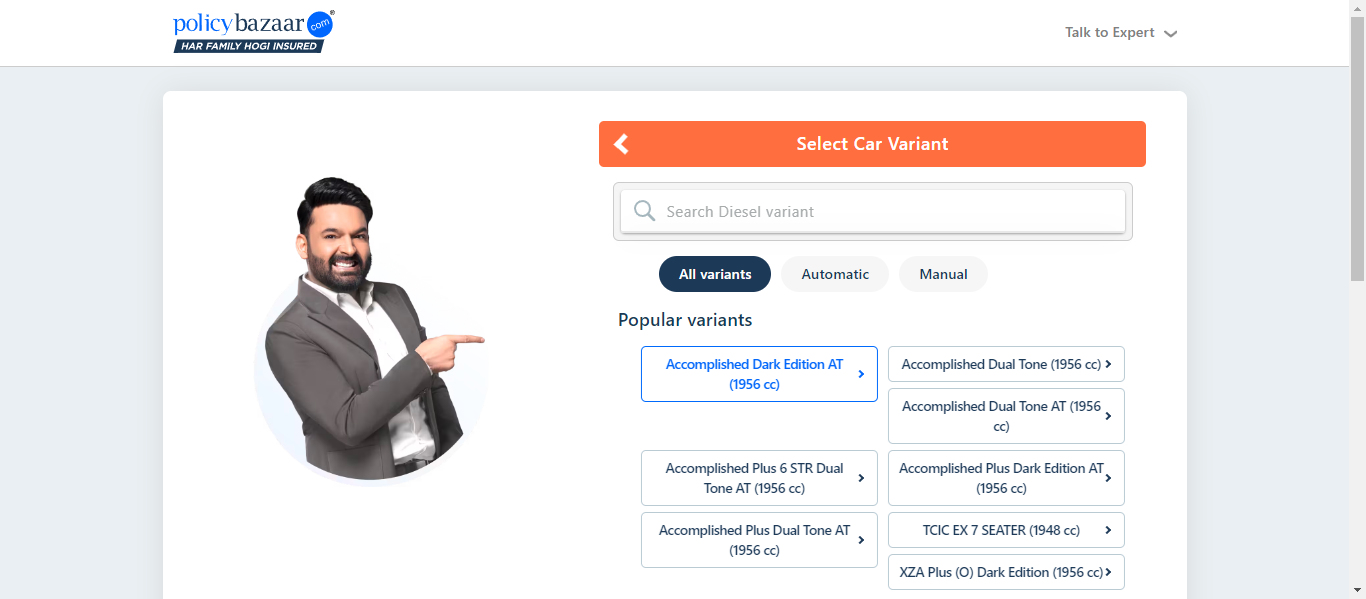 policybazaar.com®
HAR FAMILY HOGI INSURED
Talk to Expert
Select Car Variant
Search Diesel variant
All variants
Automatic
Manual
Popular variants
Accomplished Dark Edition AT
(1956 cc)
Accomplished Dual Tone (1956 cc)
Accomplished Dual Tone AT (1956
cc)
Accomplished Plus 6 STR Dual
Tone AT (1956 cc)
Accomplished Plus Dark Edition AT
(1956 cc)
Accomplished Plus Dual Tone AT
(1956 cc)
TCIC EX 7 SEATER (1948 cc)
XZA Plus (O) Dark Edition (1956 cc)